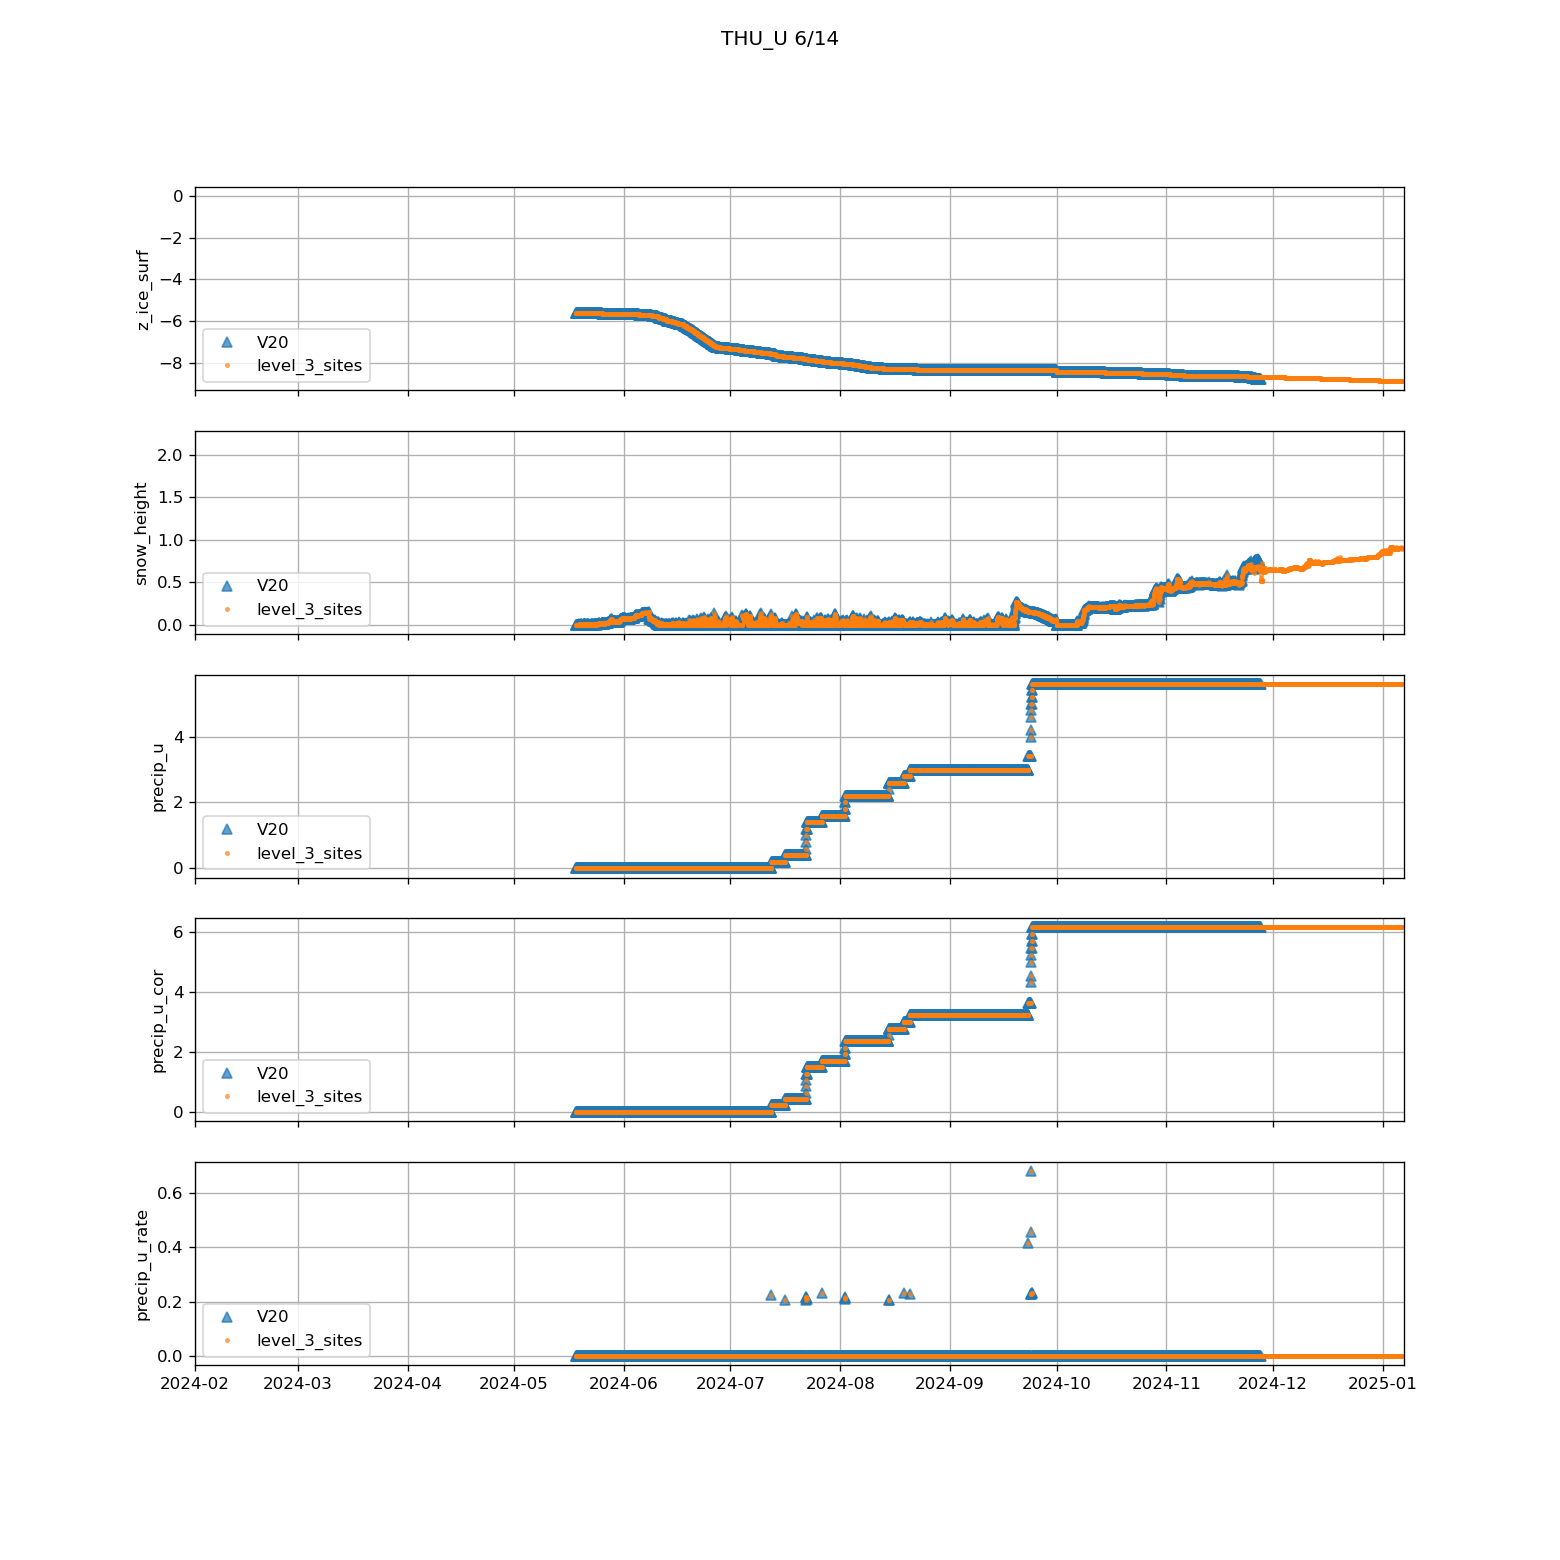 THU_U 6/14
0
−2
−4
−6
−8
z_ice_surf
V20
level_3_sites
2.0
1.5
1.0
0.5
0.0
snow_height
V20
level_3_sites
4
2
0
precip_u
V20
level_3_sites
6
4
2
0
precip_u_cor
V20
level_3_sites
0.6
0.4
0.2
0.0
precip_u_rate
V20
level_3_sites
2024-02 2024-03 2024-04 2024-05 2024-06 2024-07 2024-08 2024-09 2024-10 2024-11 2024-12 2025-01